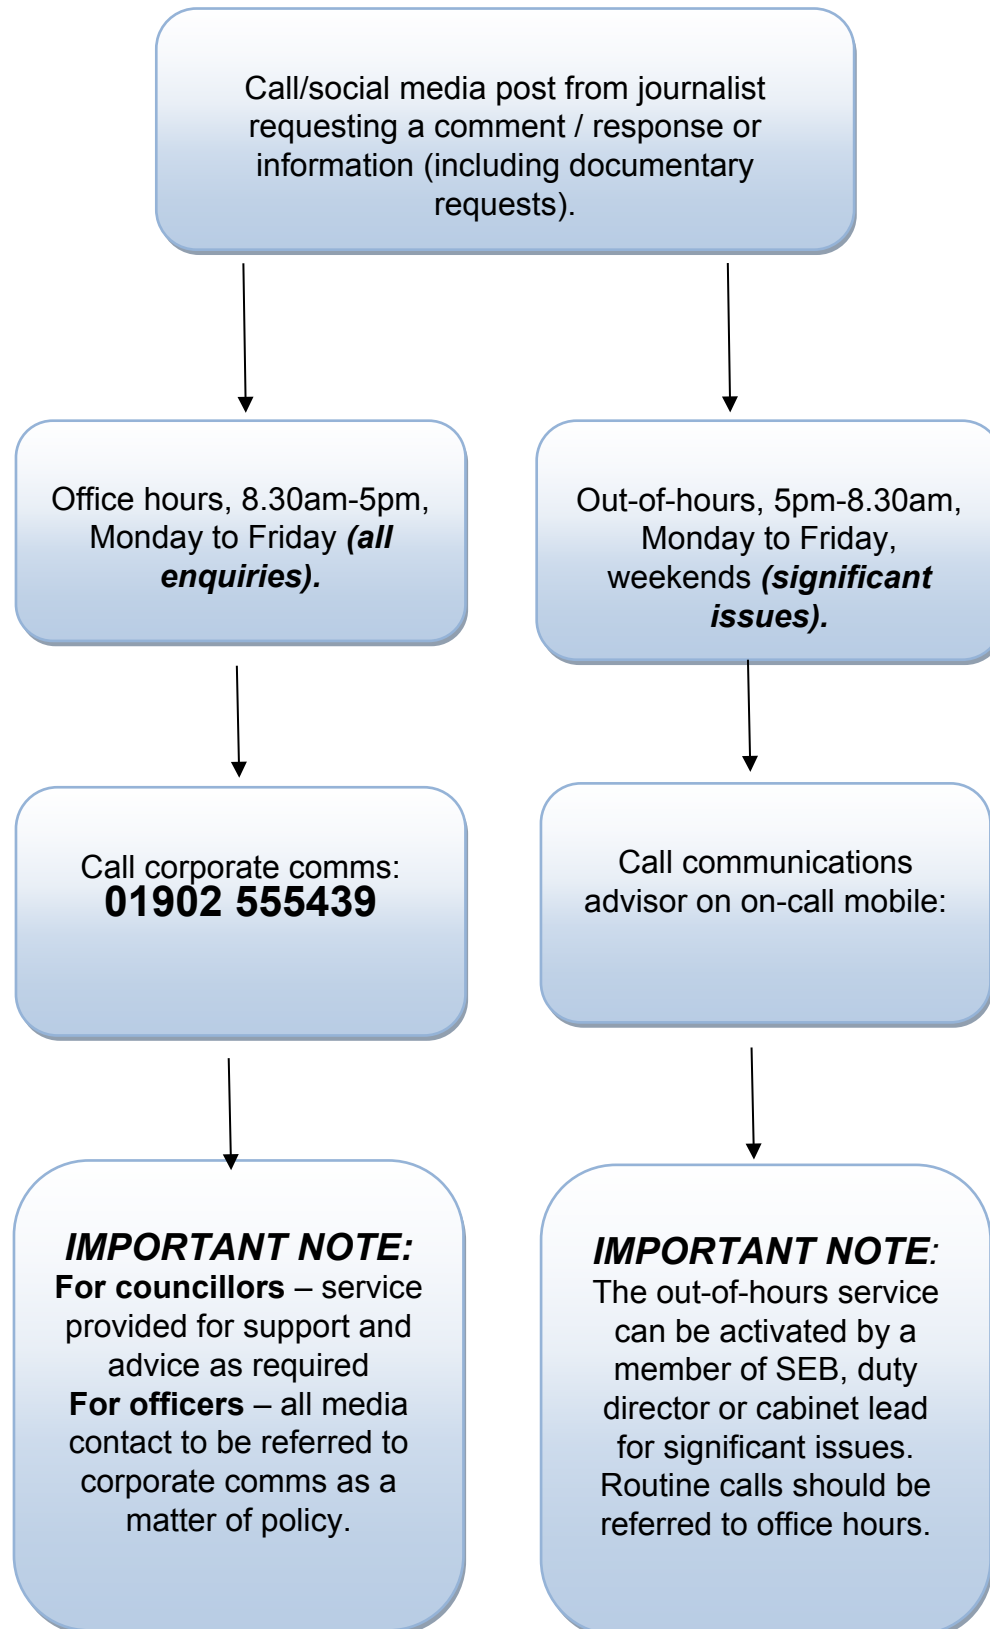 Call/social media post from journalist
requesting a comment / response or
information (including documentary
requests).
Office hours, 8.30am-5pm,
Monday to Friday (all
enquiries).
Out-of-hours, 5pm-8.30am,
Monday to Friday,
weekends (significant
issues).
Call corporate comms:
01902 555439
Call communications
advisor on on-call mobile:
IMPORTANT NOTE:
For councillors – service
provided for support and
advice as required
For officers – all media
contact to be referred to
corporate comms as a
matter of policy.
IMPORTANT NOTE:
The out-of-hours service
can be activated by a
member of SEB, duty
director or cabinet lead
for significant issues.
Routine calls should be
referred to office hours.